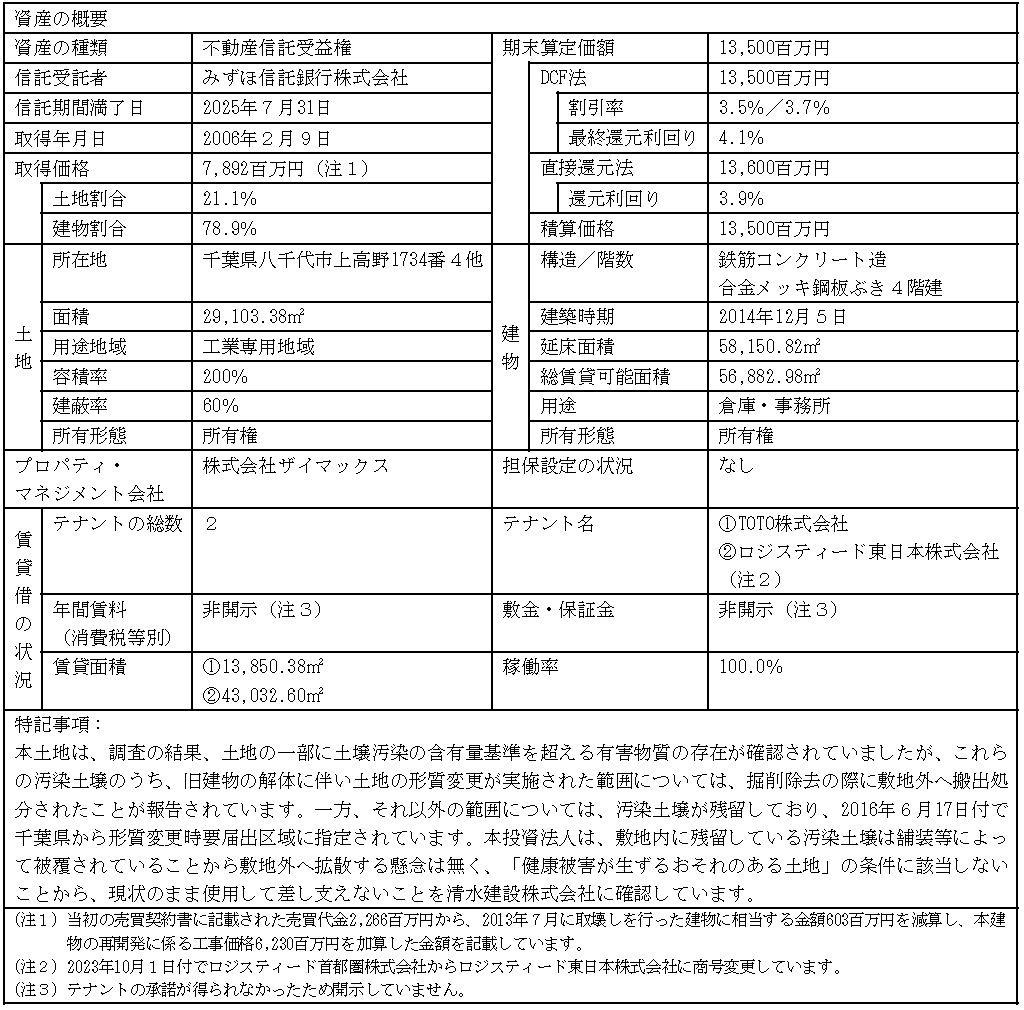 資産の概要
資産の種類 不動産信託受益権 期末算定価額 13,500百万円
信託受託者 みずほ信託銀行株式会社 DCF法 13,500百万円
信託期間満了日 2025年７月31日 割引率 3.5%／3.7%
取得年月日 2006年２月９日 最終還元利回り 4.1%
取得価格 7,892百万円（注１） 直接還元法 13,600百万円
土地割合 21.1% 還元利回り 3.9%
建物割合 78.9% 積算価格 13,500百万円
土地 所在地 千葉県八千代市上高野1734番４他 建物 構造／階数 鉄筋コンクリート造
合金メッキ鋼板ぶき４階建
面積 29,103.38㎡ 建築時期 2014年12月５日
用途地域 工業専用地域 延床面積 58,150.82㎡
容積率 200% 総賃貸可能面積 56,882.98㎡
建蔽率 60% 用途 倉庫・事務所
所有形態 所有権 所有形態 所有権
プロパティ・ 株式会社ザイマックス 担保設定の状況 なし
マネジメント会社
賃貸借の状況 テナントの総数 ２ テナント名 ①TOTO株式会社
②ロジスティード東日本株式会社
（注２）
年間賃料 非開示（注３） 敷金・保証金 非開示（注３）
（消費税等別）
賃貸面積 ①13,850.38㎡ 稼働率 100.0%
②43,032.60㎡
特記事項：
本土地は、調査の結果、土地の一部に土壌汚染の含有量基準を超える有害物質の存在が確認されていましたが、これら
の汚染土壌のうち、旧建物の解体に伴い土地の形質変更が実施された範囲については、掘削除去の際に敷地外へ搬出処
分されたことが報告されています。一方、それ以外の範囲については、汚染土壌が残留しており、2016年６月17日付で
千葉県から形質変更時要届出区域に指定されています。本投資法人は、敷地内に残留している汚染土壌は舗装等によっ
て被覆されていることから敷地外へ拡散する懸念は無く、「健康被害が生ずるおそれのある土地」の条件に該当しない
ことから、現状のまま使用して差し支えないことを清水建設株式会社に確認しています。
（注１）当初の売買契約書に記載された売買代金2,266百万円から、2013年７月に取壊しを行った建物に相当する金額603百万円を減算し、本建
物の再開発に係る工事価格6,230百万円を加算した金額を記載しています。
（注２）2023年10月１日付でロジスティード首都圏株式会社からロジスティード東日本株式会社に商号変更しています。
（注３）テナントの承諾が得られなかったため開示していません。